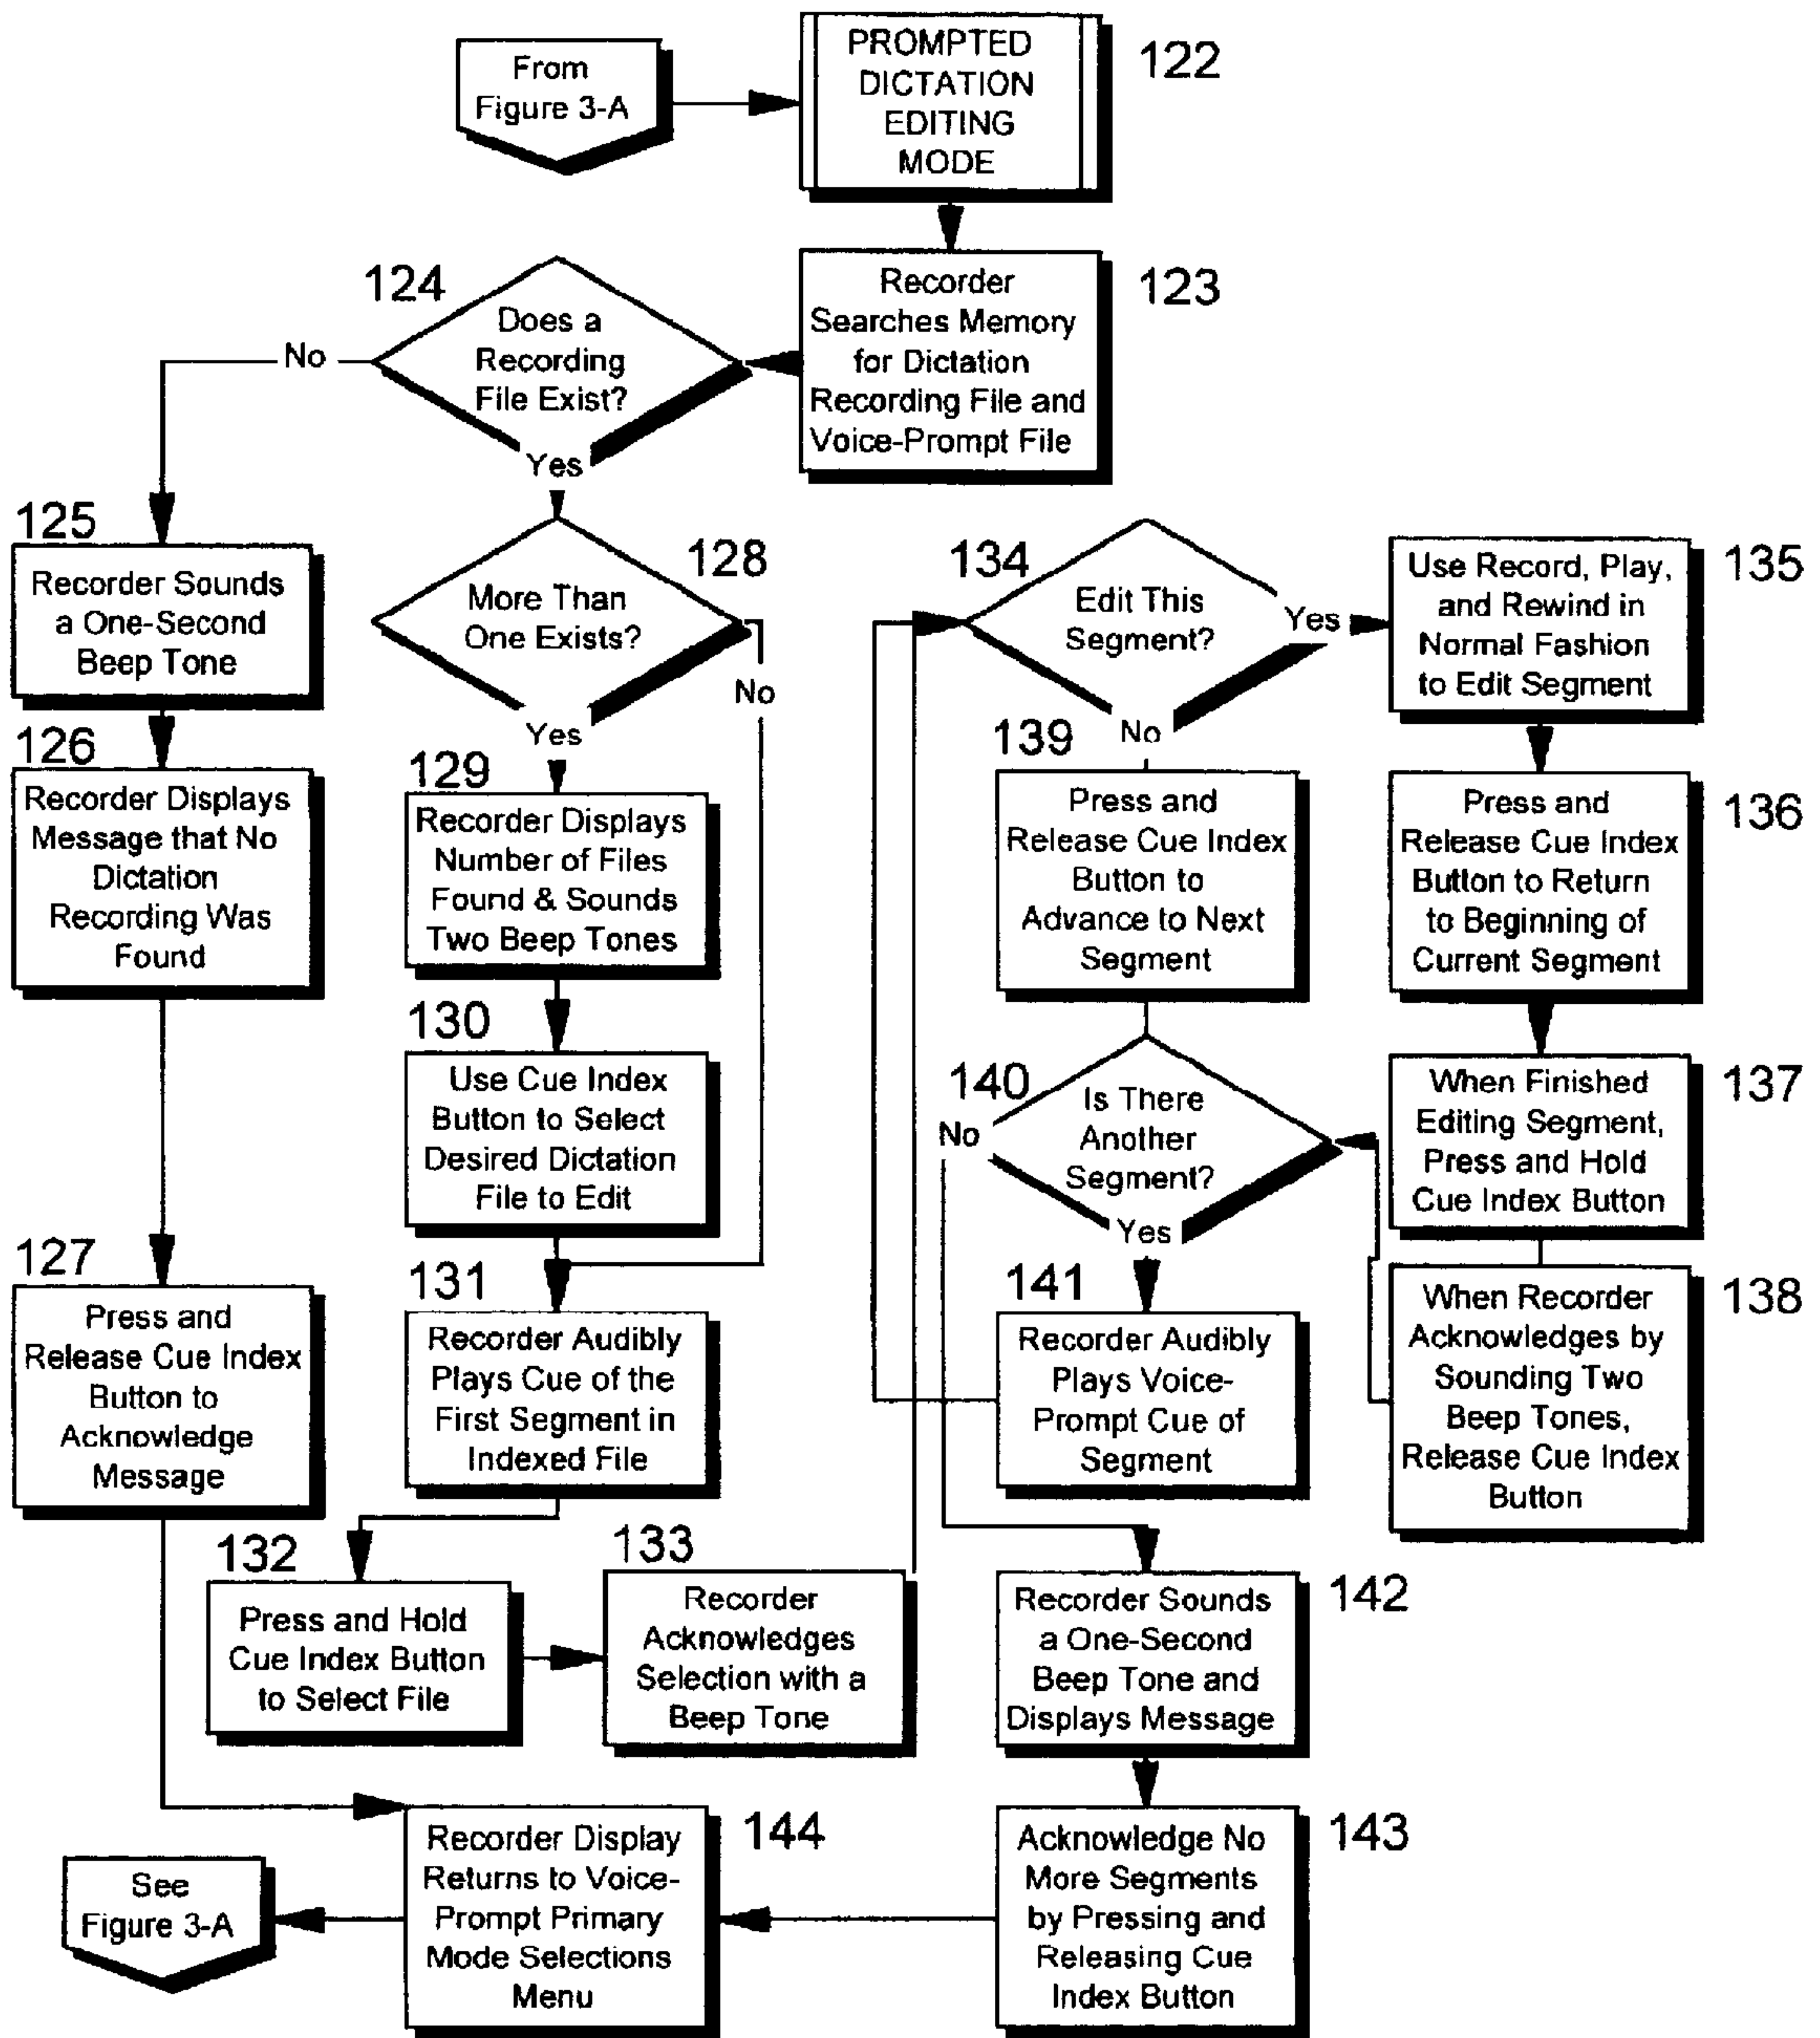 From
Figure 3-A
PROMPTED
DICTATION
EDITING
MODE
122
Recorder
Searches Memory
for Dictation
Recording File and
Voice-Prompt File
123
124
Does a
Recording
File Exist?
No
Yes
125
Recorder Sounds
a One-Second
Beep Tone
126
Recorder Displays
Message that No
Dictation
Recording Was
Found
127
Press and
Release Cue Index
Button to
Acknowledge
Message
128
More Than
One Exists?
No
Yes
129
Recorder Displays
Number of Files
Found & Sounds
Two Beep Tones
130
Use Cue Index
Button to Select
Desired Dictation
File to Edit
131
Recorder Audibly
Plays Cue of the
First Segment in
Indexed File
132
Press and Hold
Cue Index Button
to Select File
133
Recorder
Acknowledges
Selection with a
Beep Tone
134
Edit This
Segment?
Yes
No
135
Use Record, Play,
and Rewind in
Normal Fashion
to Edit Segment
136
Press and
Release Cue Index
Button to Return
to Beginning of
Current Segment
137
When Finished
Editing Segment,
Press and Hold
Cue Index Button
138
When Recorder
Acknowledges by
Sounding Two
Beep Tones,
Release Cue Index
Button
139
Press and
Release Cue Index
Button to
Advance to Next
Segment
140
Is There
Another
Segment?
No
Yes
141
Recorder Audibly
Plays Voice-
Prompt Cue of
Segment
142
Recorder Sounds
a One-Second
Beep Tone and
Displays Message
143
Acknowledge No
More Segments
by Pressing and
Releasing Cue
Index Button
144
Recorder Display
Returns to Voice-
Prompt Primary
Mode Selections
Menu
See
Figure 3-A